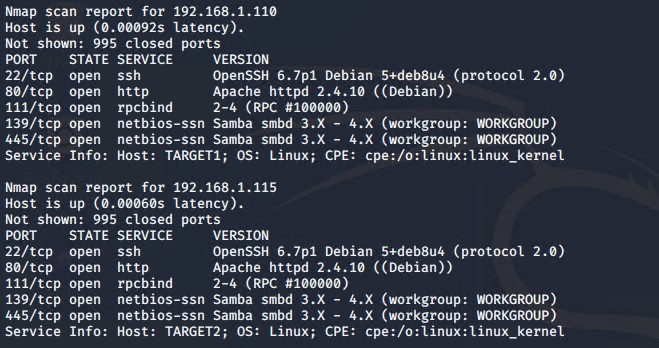 Nmap scan report for 192.168.1.110
Host is up (0.00092s latency).
Not shown: 995 closed ports
PORT    STATE SERVICE     VERSION
22/tcp  open  ssh         OpenSSH 6.7p1 Debian 5+deb8u4 (protocol 2.0)
80/tcp  open  http        Apache httpd 2.4.10 ((Debian))
111/tcp open  rpcbind     2-4 (RPC #100000)
139/tcp open  netbios-ssn Samba smbd 3.X - 4.X (workgroup: WORKGROUP)
445/tcp open  netbios-ssn Samba smbd 3.X - 4.X (workgroup: WORKGROUP)
Service Info: Host: TARGET1; OS: Linux; CPE: cpe:/o:linux:linux_kernel

Nmap scan report for 192.168.1.115
Host is up (0.00060s latency).
Not shown: 995 closed ports
PORT    STATE SERVICE     VERSION
22/tcp  open  ssh         OpenSSH 6.7p1 Debian 5+deb8u4 (protocol 2.0)
80/tcp  open  http        Apache httpd 2.4.10 ((Debian))
111/tcp open  rpcbind     2-4 (RPC #100000)
139/tcp open  netbios-ssn Samba smbd 3.X - 4.X (workgroup: WORKGROUP)
445/tcp open  netbios-ssn Samba smbd 3.X - 4.X (workgroup: WORKGROUP)
Service Info: Host: TARGET2; OS: Linux; CPE: cpe:/o:linux:linux_kernel